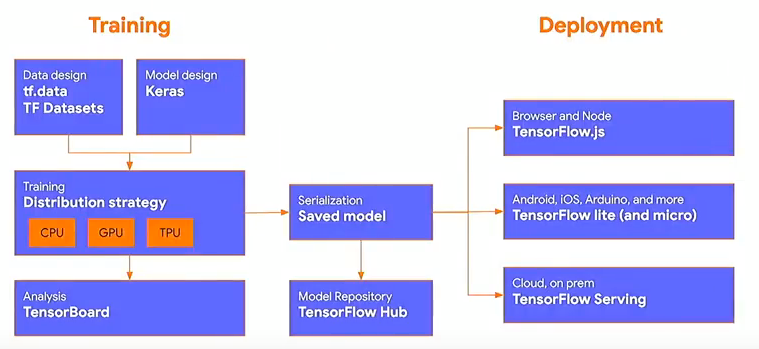 Training
Deployment
Data design
tf.data
TF Datasets
Model design
Keras
Browser and Node
TensorFlow.js
Training
Distribution strategy
CPU
GPU
TPU
Serialization
Saved model
Android, iOS, Arduino, and more
TensorFlow lite (and micro)
Analysis
TensorBoard
Model Repository
TensorFlow Hub
Cloud, on prem
TensorFlow Serving